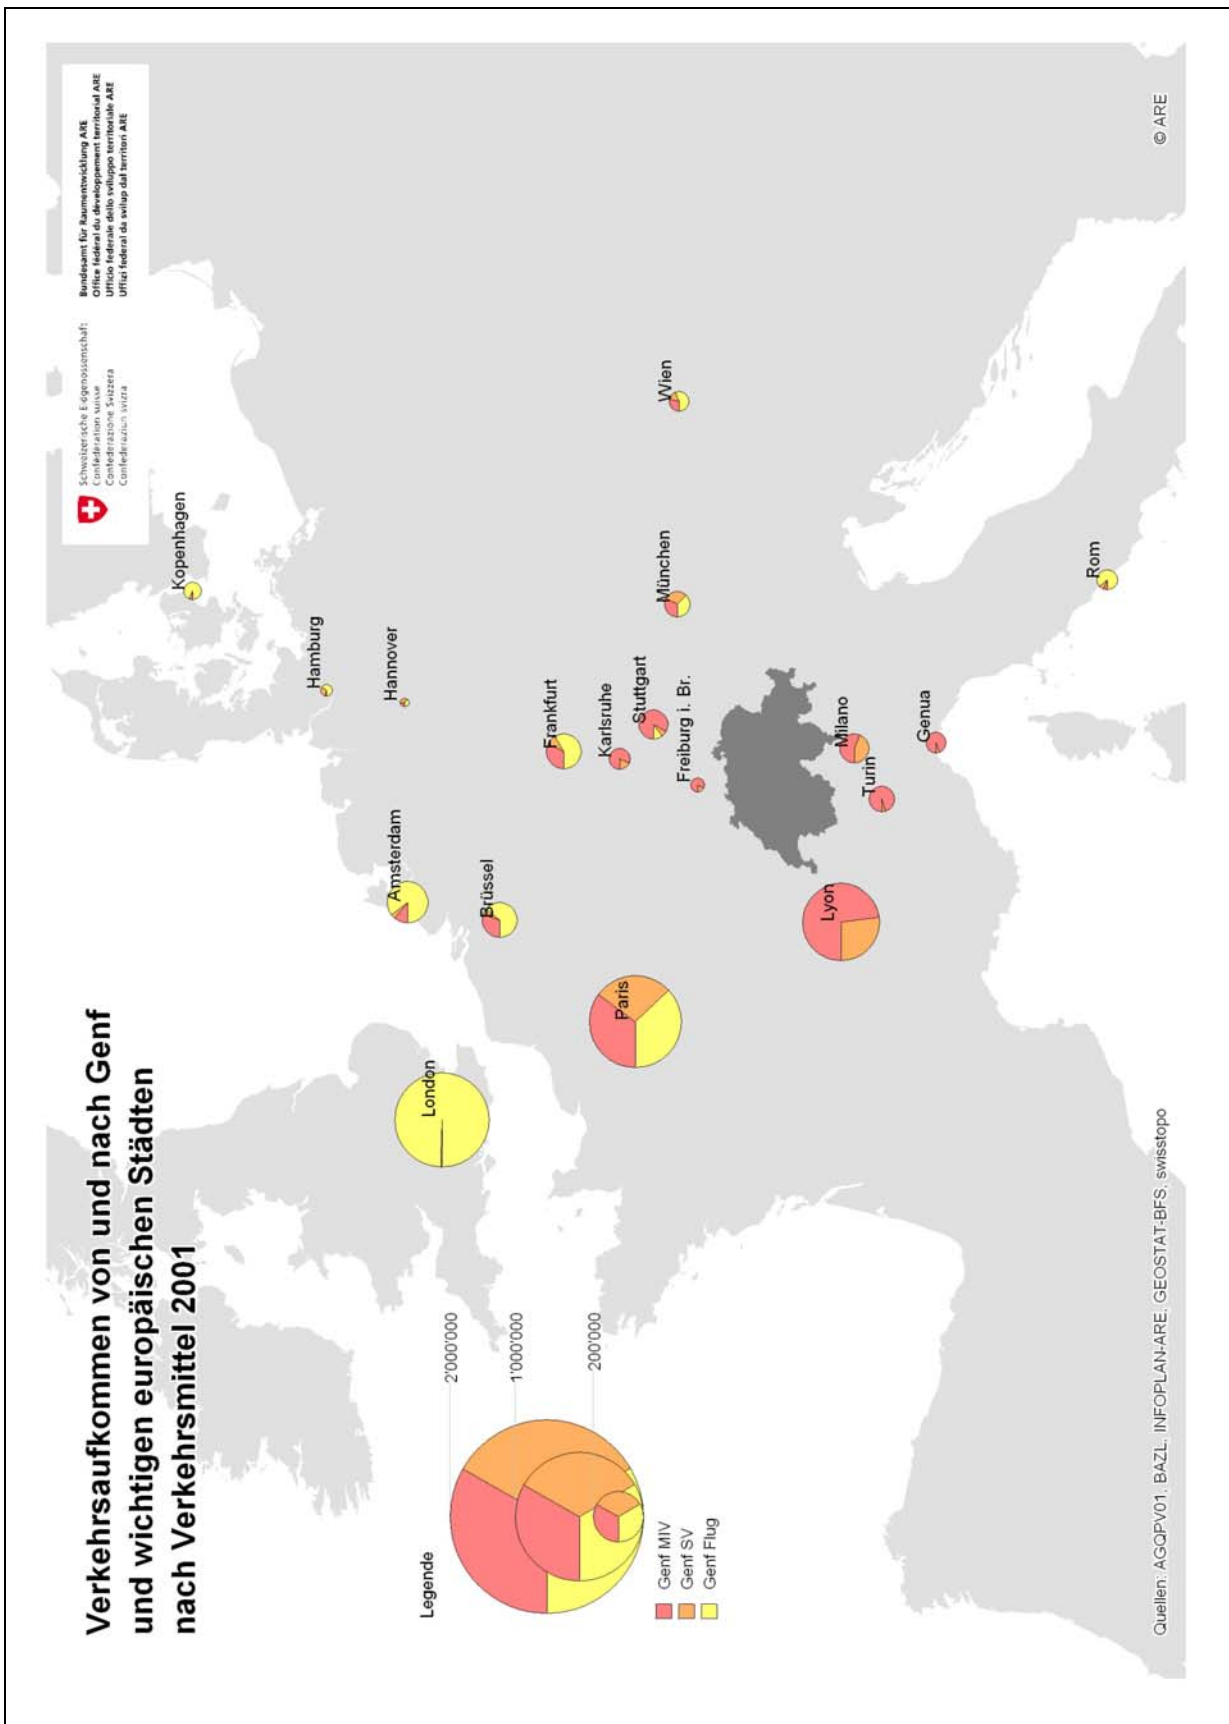 Verkehrsaufkommen von und nach Genf
und wichtigen europäischen Städten
nach Verkehrsmittel 2001
Schweizerische Eidgenossenschaft
Confédération suisse
Confederazione Svizzera
Confederaziun svizra
Bundesamt für Raumentwicklung ARE
Office fédéral du développement territorial ARE
Ufficio federale dello sviluppo territoriale ARE
Uffizi federal da svilup dal territori ARE
Kopenhagen
Hamburg
Hannover
Amsterdam
London
Brüssel
Frankfurt
Karlsruhe
Stuttgart
Paris
Freiburg i. Br.
München
Wien
Lyon
Milano
Turin
Genua
Rom
Legende
2'000'000
1'000'000
200'000
Genf MIV
Genf SV
Genf Flug
Quellen: AGQPV01, BAZL, INFOPLAN-ARE, GEOSTAT-BFS, swisstopo
© ARE